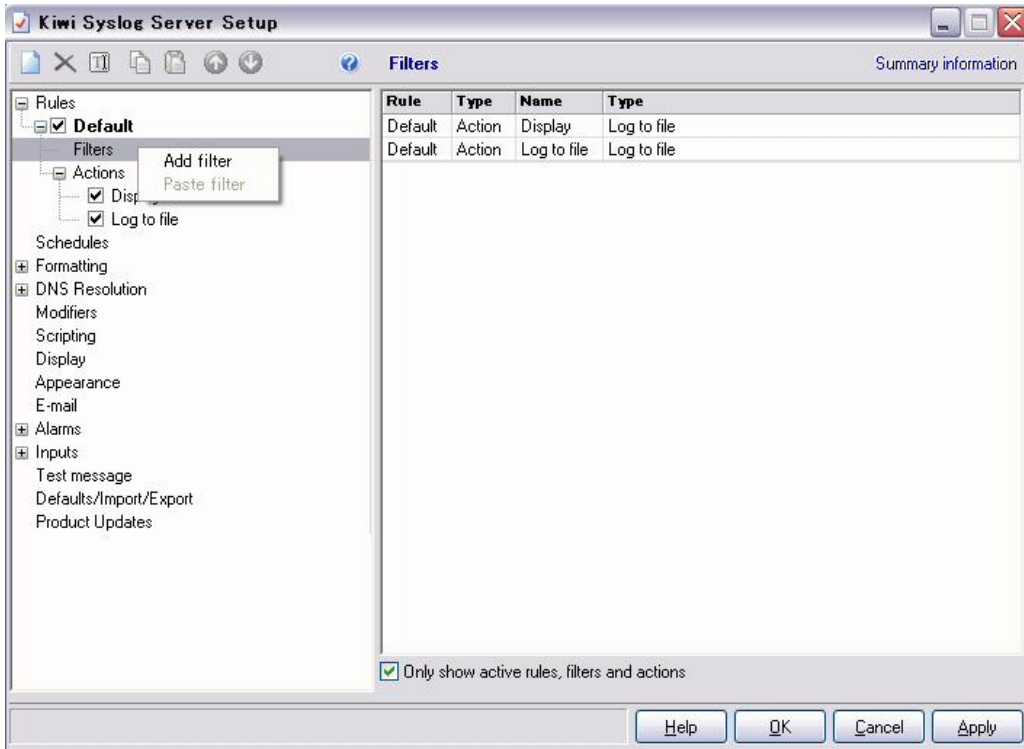 Kiwi Syslog Server Setup
Filters Summary information
Rules
Default
Filters
Add filter
Paste filter
Actions
Disp
Log to file
Schedules
Formatting
DNS Resolution
Modifiers
Scripting
Display
Appearance
E-mail
Alarms
Inputs
Test message
Defaults/Import/Export
Product Updates
Rule Type Name Type
Default Action Display Log to file
Default Action Log to file Log to file
Only show active rules, filters and actions
Help OK Cancel Apply